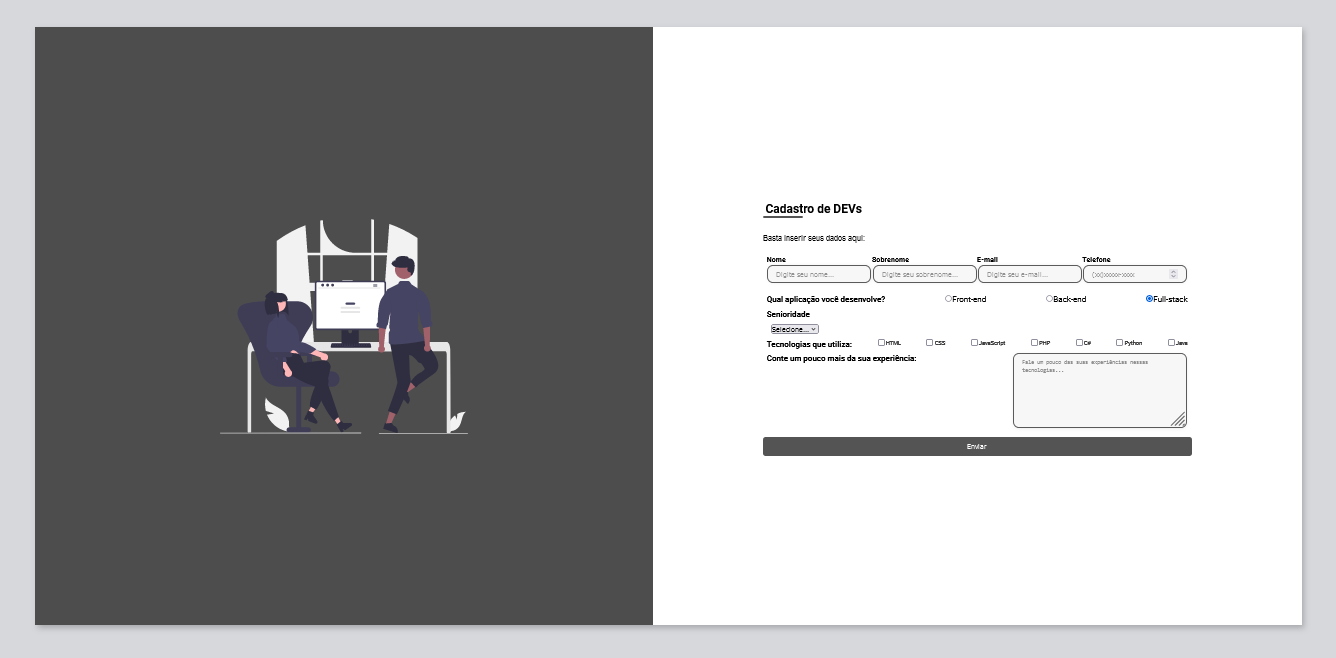 Cadastro de DEVs
Basta inserir seus dados aqui:
Nome Sobrenome E-mail Telefone
Digite seu nome... Digite seu sobrenome... Digite seu e-mail... (xx)xxxxx-xxxx
Qual aplicação você desenvolve? Front-end Back-end Full-stack
Senioridade
Selecione...
Tecnologias que utiliza: HTML CSS JavaScript PHP C# Python Java
Conte um pouco mais da sua experiência:
Fale um pouco das suas experiências nessas
tecnologias...
Enviar